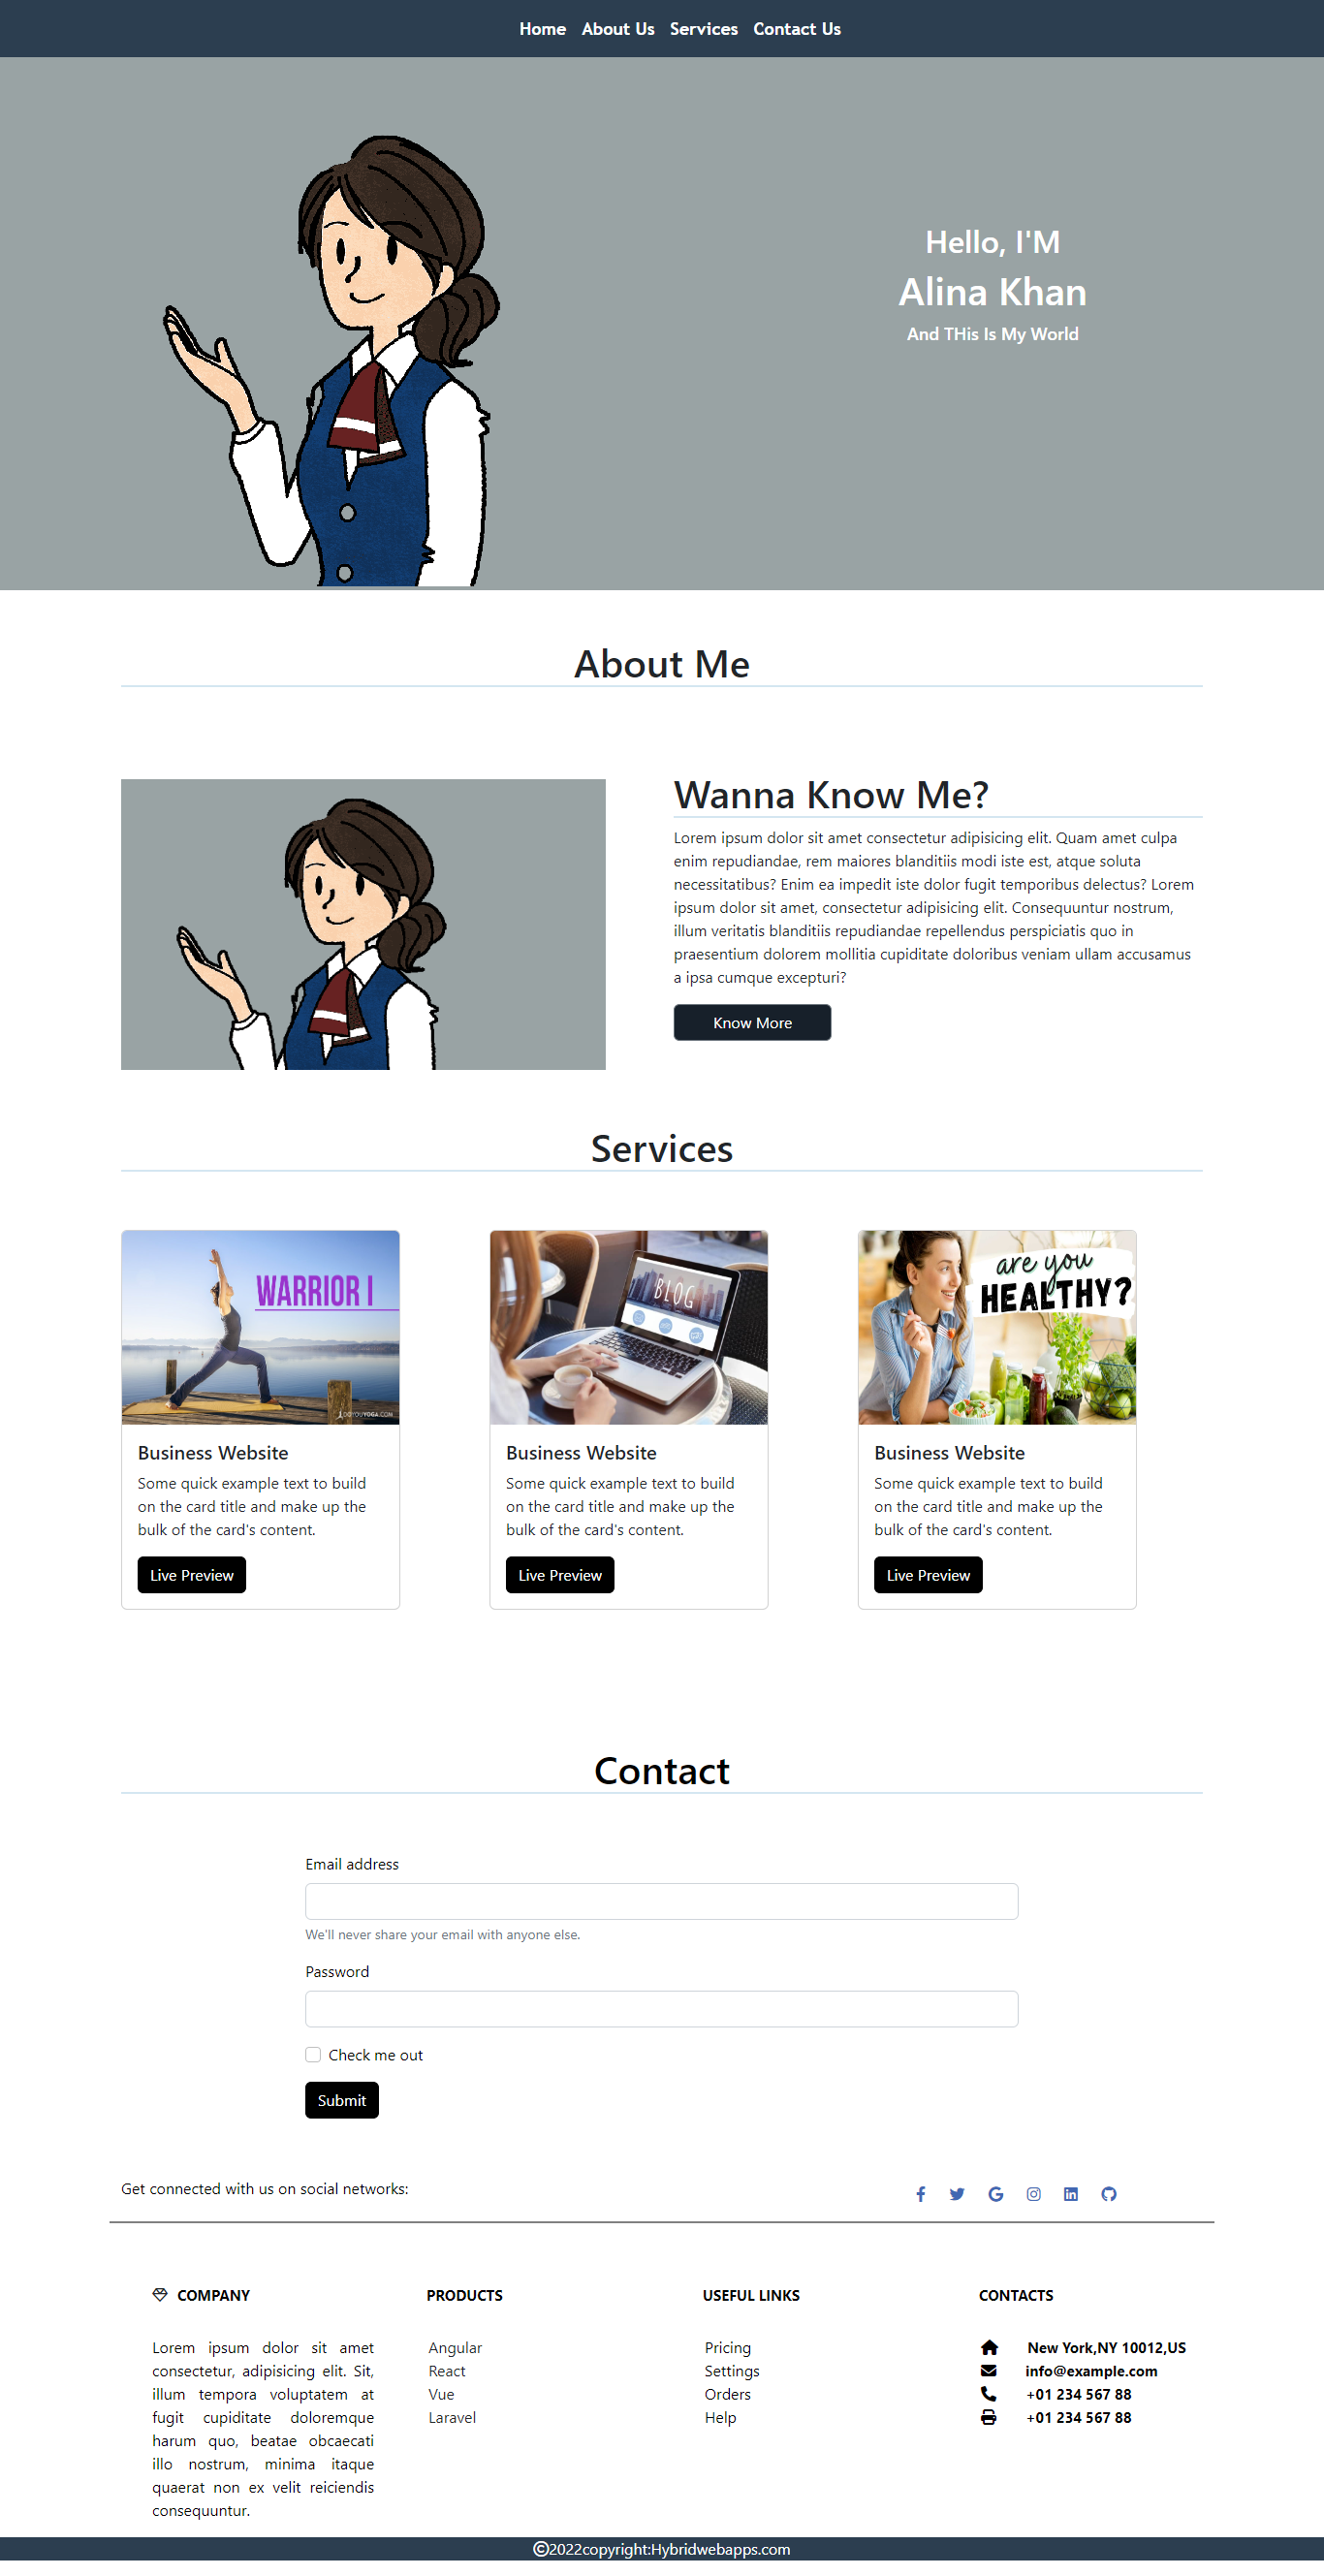 Home About Us Services Contact Us
Hello, I'M
Alina Khan
And THis Is My World
About Me
Wanna Know Me?
Lorem ipsum dolor sit amet consectetur adipisicing elit. Quam amet culpa
enim repudiandae, rem maiores blanditiis modi iste est, atque soluta
necessitatibus? Enim ea impedit iste dolor fugit temporibus delectus? Lorem
ipsum dolor sit amet, consectetur adipisicing elit. Consequuntur nostrum,
illum veritatis blanditiis repudiandae repellendus perspiciatis quo in
praesentium dolorem mollitia cupiditate doloribus veniam ullam accusamus
a ipsa cumque excepturi?
Know More
Services
WARRIOR I
DOYOUYOGA.COM
Business Website
Some quick example text to build
on the card title and make up the
bulk of the card's content.
Live Preview
BLOG
Business Website
Some quick example text to build
on the card title and make up the
bulk of the card's content.
Live Preview
are you
HEALTHY?
Business Website
Some quick example text to build
on the card title and make up the
bulk of the card's content.
Live Preview
Contact
Email address
We'll never share your email with anyone else.
Password
Check me out
Submit
Get connected with us on social networks:
COMPANY
Lorem ipsum dolor sit amet
consectetur, adipisicing elit. Sit,
illum tempora voluptatem at
fugit cupiditate doloremque
harum quo, beatae obcaecati
illo nostrum, minima itaque
quaerat non ex velit reiciendis
consequuntur.
PRODUCTS
Angular
React
Vue
Laravel
USEFUL LINKS
Pricing
Settings
Orders
Help
CONTACTS
New York,NY 10012,US
info@example.com
+01 234 567 88
+01 234 567 88
©2022copyright:Hybridwebapps.com